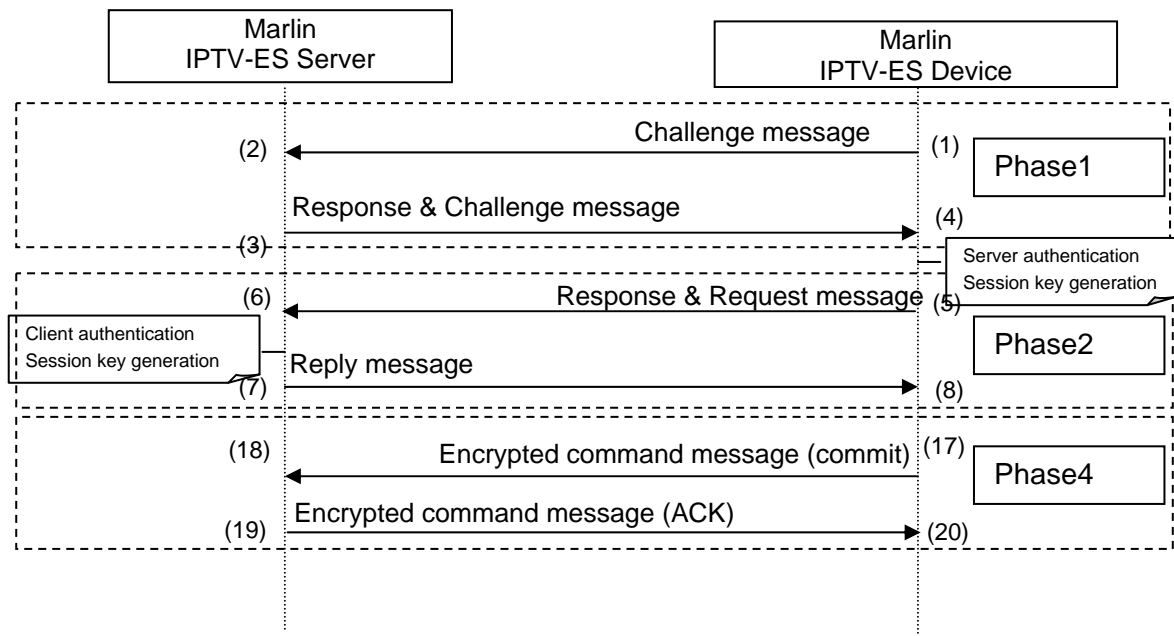 Marlin
IPTV-ES Server
Marlin
IPTV-ES Device
Challenge message
(2)
(1)
Phase1
Response & Challenge message
(4)
(3)
Server authentication
Session key generation
(6)
Response & Request message
(5)
Client authentication
Session key generation
Phase2
Reply message
(7)
(8)
(18)
Encrypted command message (commit)
(17)
Phase4
Encrypted command message (ACK)
(19)
(20)